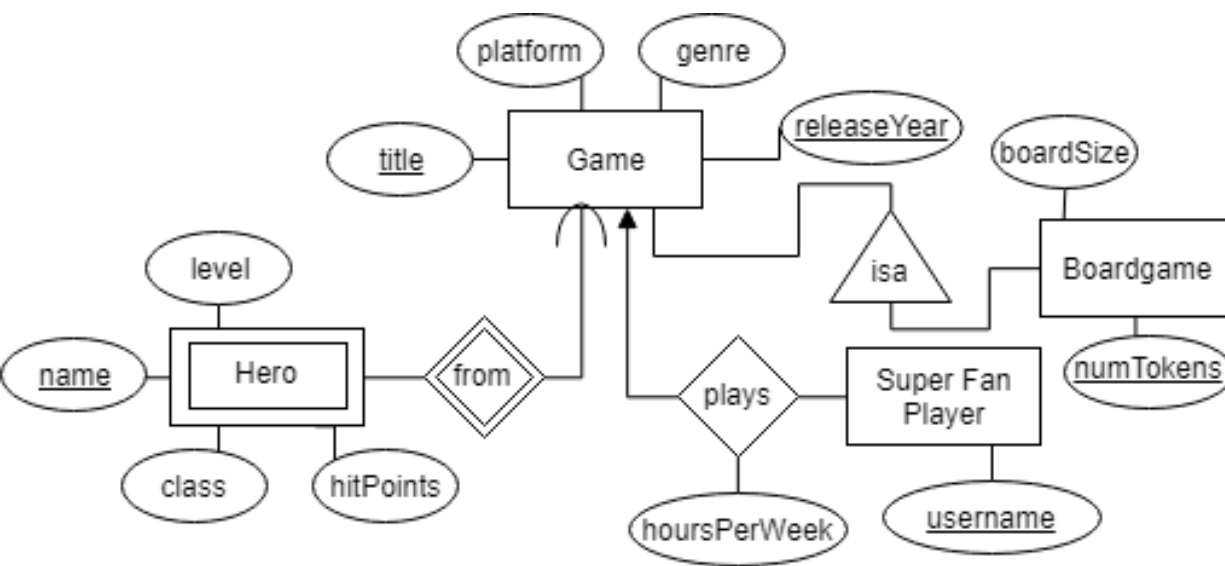 platform
genre
releaseYear
title
Game
boardSize
level
isa
Boardgame
name
Hero
from
plays
Super Fan
Player
numTokens
class
hitPoints
hoursPerWeek
username